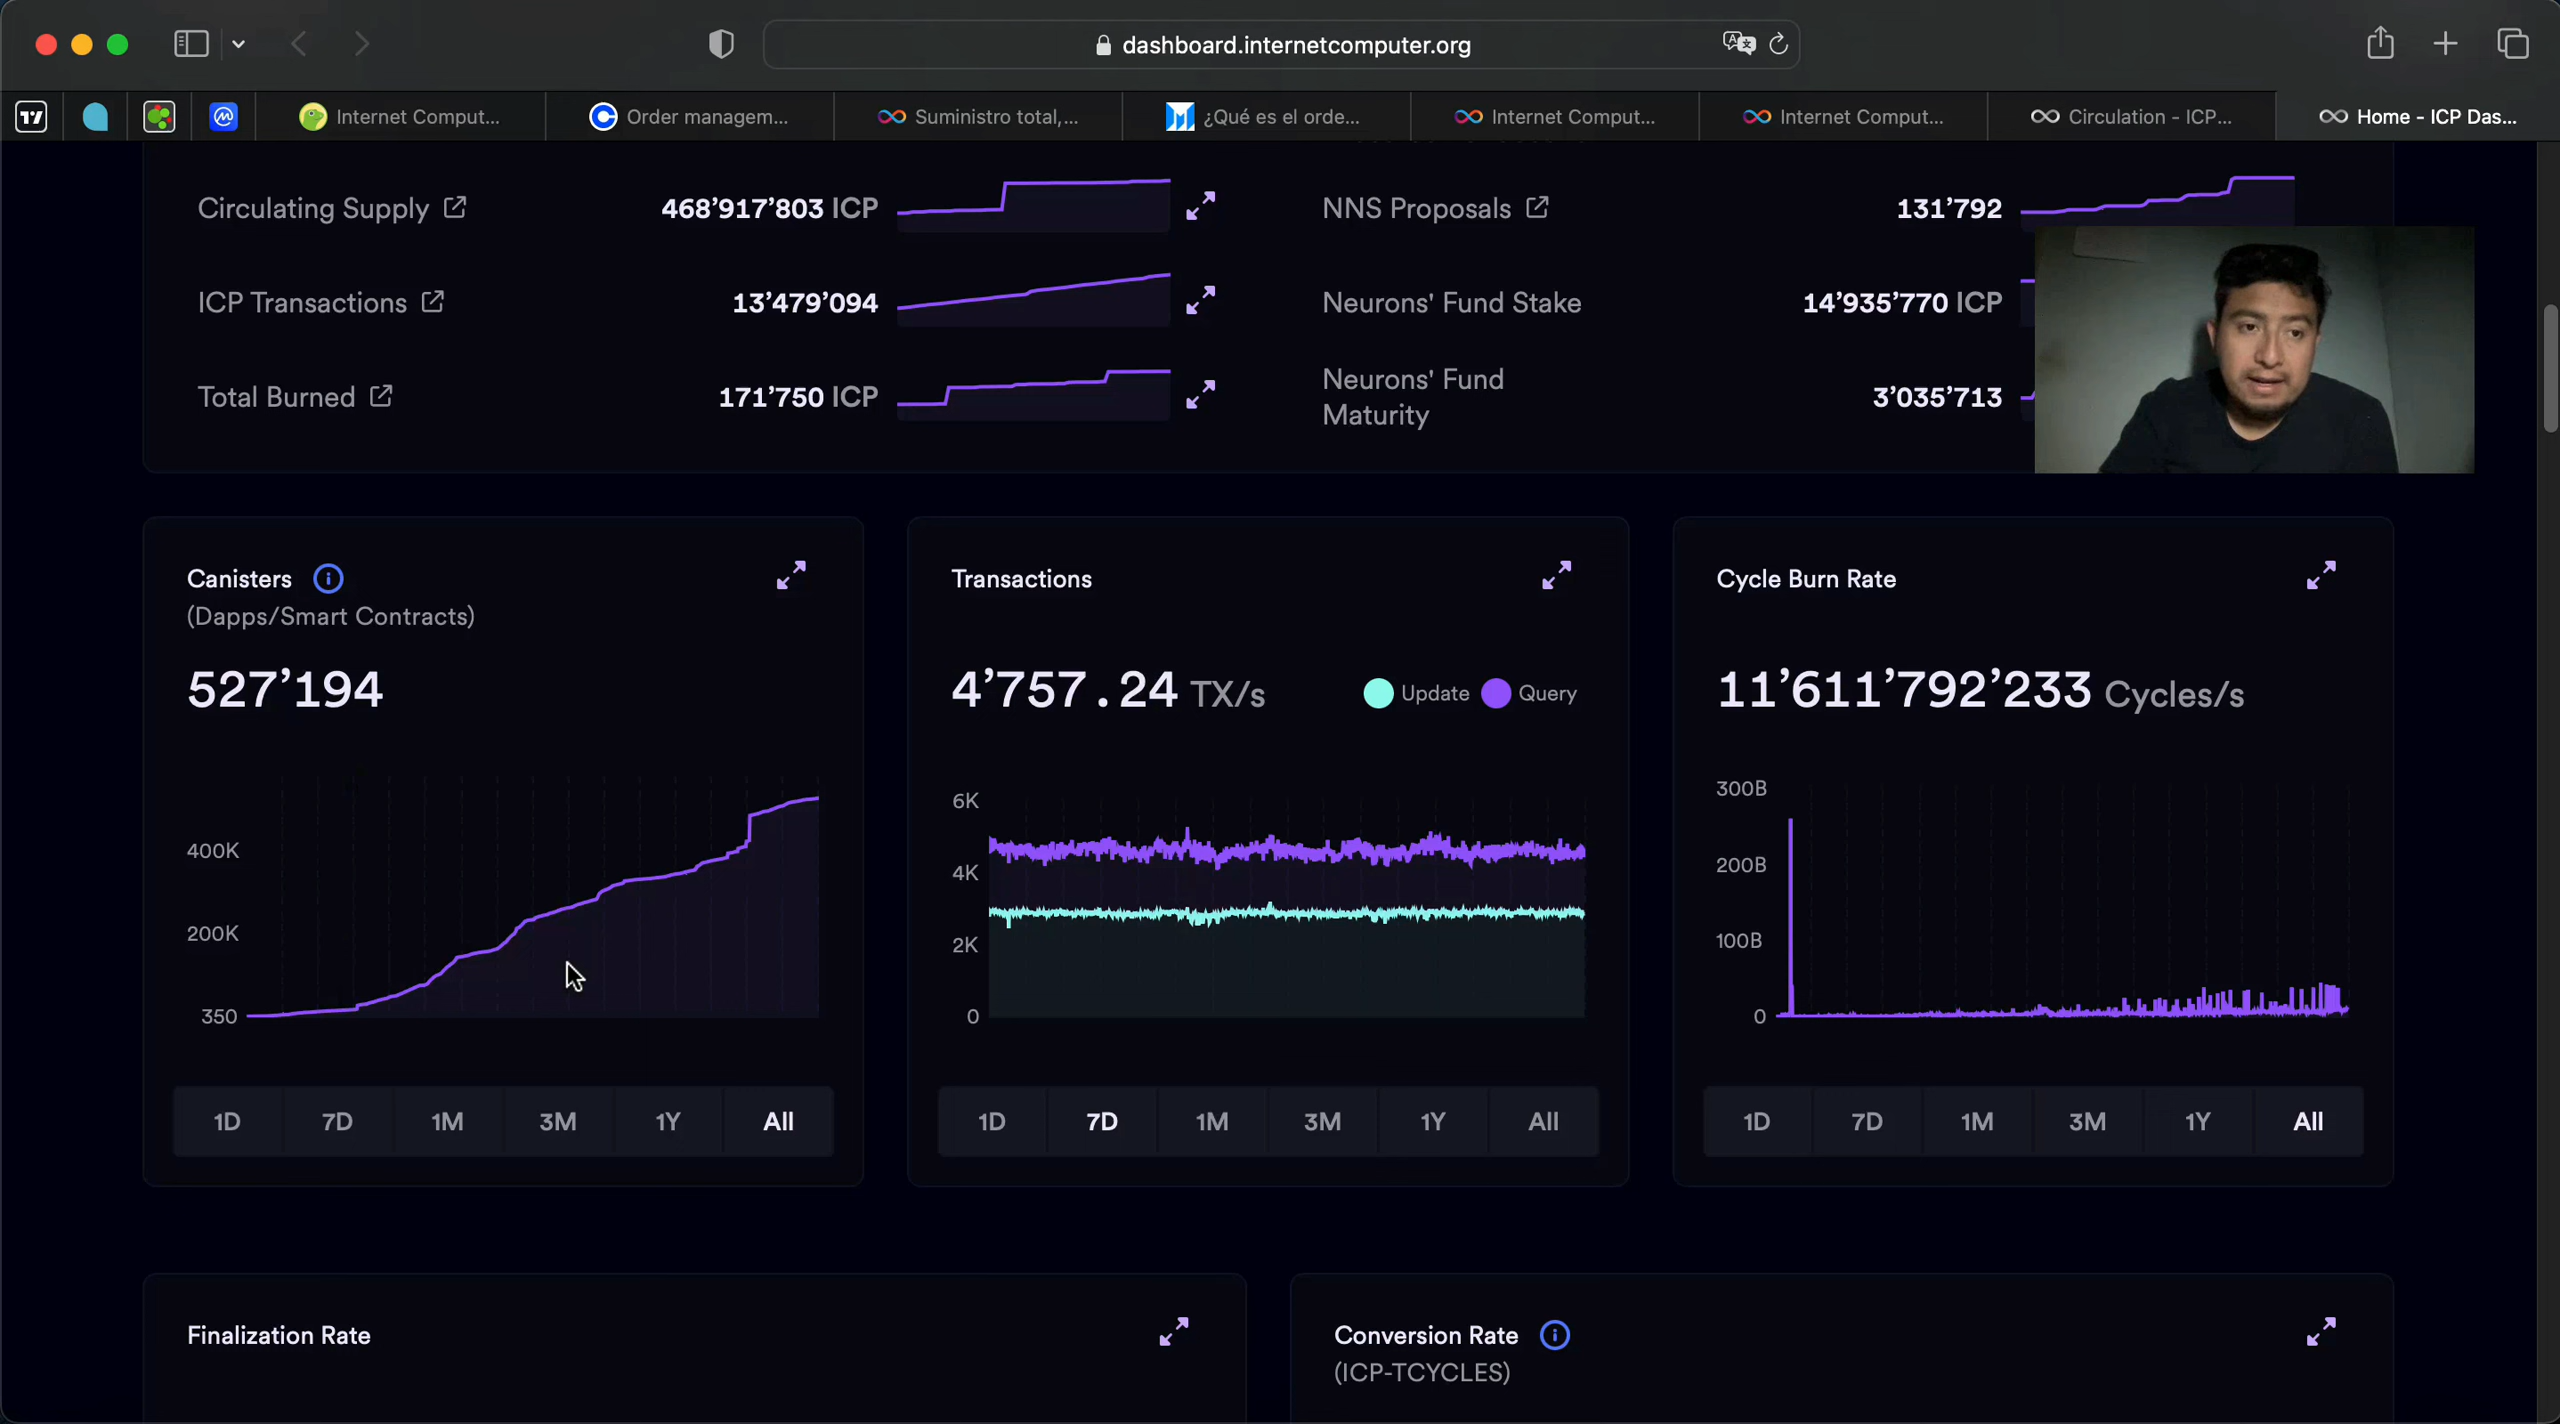 dashboard.internetcomputer.org
Internet Comput...
Order managem...
Suministro total,...
¿Qué es el orde...
Internet Comput...
Internet Comput...
Circulation - ICP...
Home - ICP Das...
Circulating Supply
468'917'803 ICP
NNS Proposals
131'792
ICP Transactions
13'479'094
Neurons' Fund Stake
14'935'770 ICP
Total Burned
171'750 ICP
Neurons' Fund
Maturity
3'035'713
Canisters
(Dapps/Smart Contracts)
527'194
400K
200K
350
1D 7D 1M 3M 1Y All
Transactions
4'757.24 TX/s
Update Query
6K
4K
2K
0
1D 7D 1M 3M 1Y All
Cycle Burn Rate
11'611'792'233 Cycles/s
300B
200B
100B
0
1D 7D 1M 3M 1Y All
Finalization Rate
Conversion Rate
(ICP-TCYCLES)